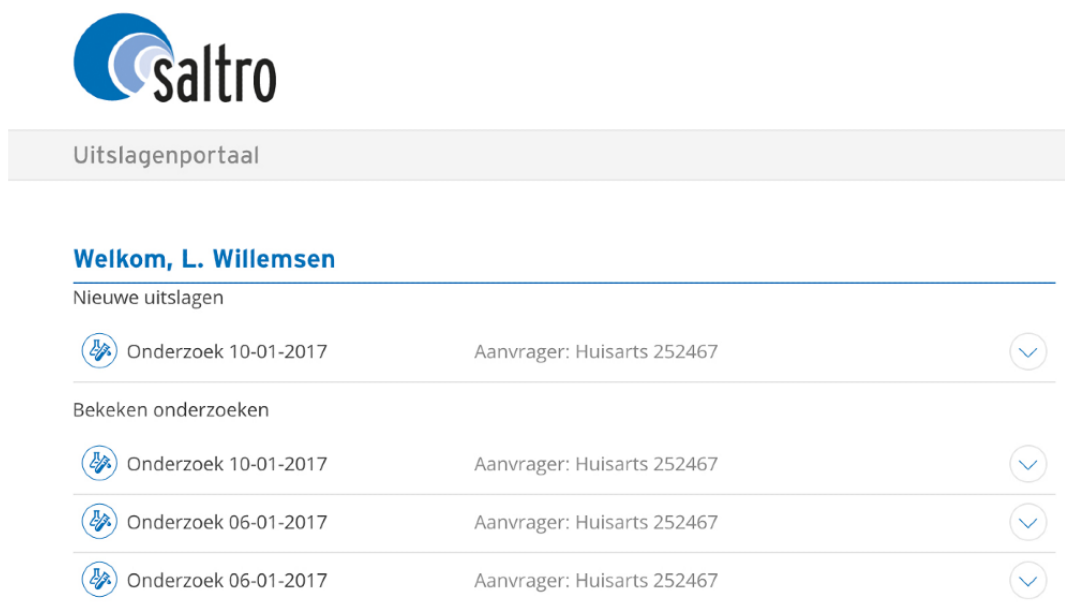 saltro
Uitslagenportaal
Welkom, L. Willemsen
Nieuwe uitslagen
Onderzoek 10-01-2017 Aanvrager: Huisarts 252467
Bekeken onderzoeken
Onderzoek 10-01-2017 Aanvrager: Huisarts 252467
Onderzoek 06-01-2017 Aanvrager: Huisarts 252467
Onderzoek 06-01-2017 Aanvrager: Huisarts 252467